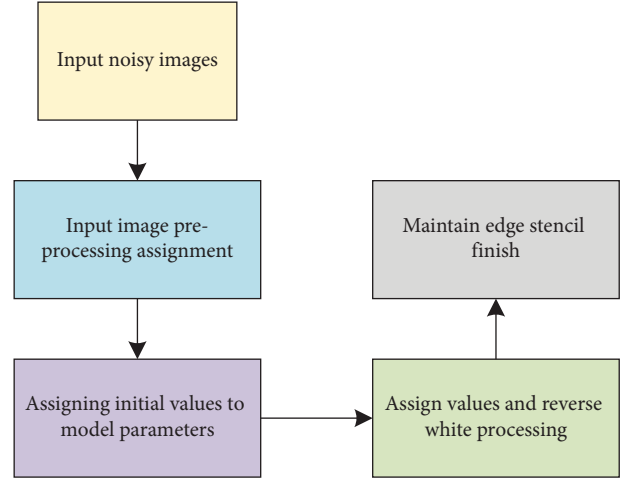 Input noisy images
Input image pre-
processing assignment
Assigning initial values to
model parameters
Assign values and reverse
white processing
Maintain edge stencil
finish